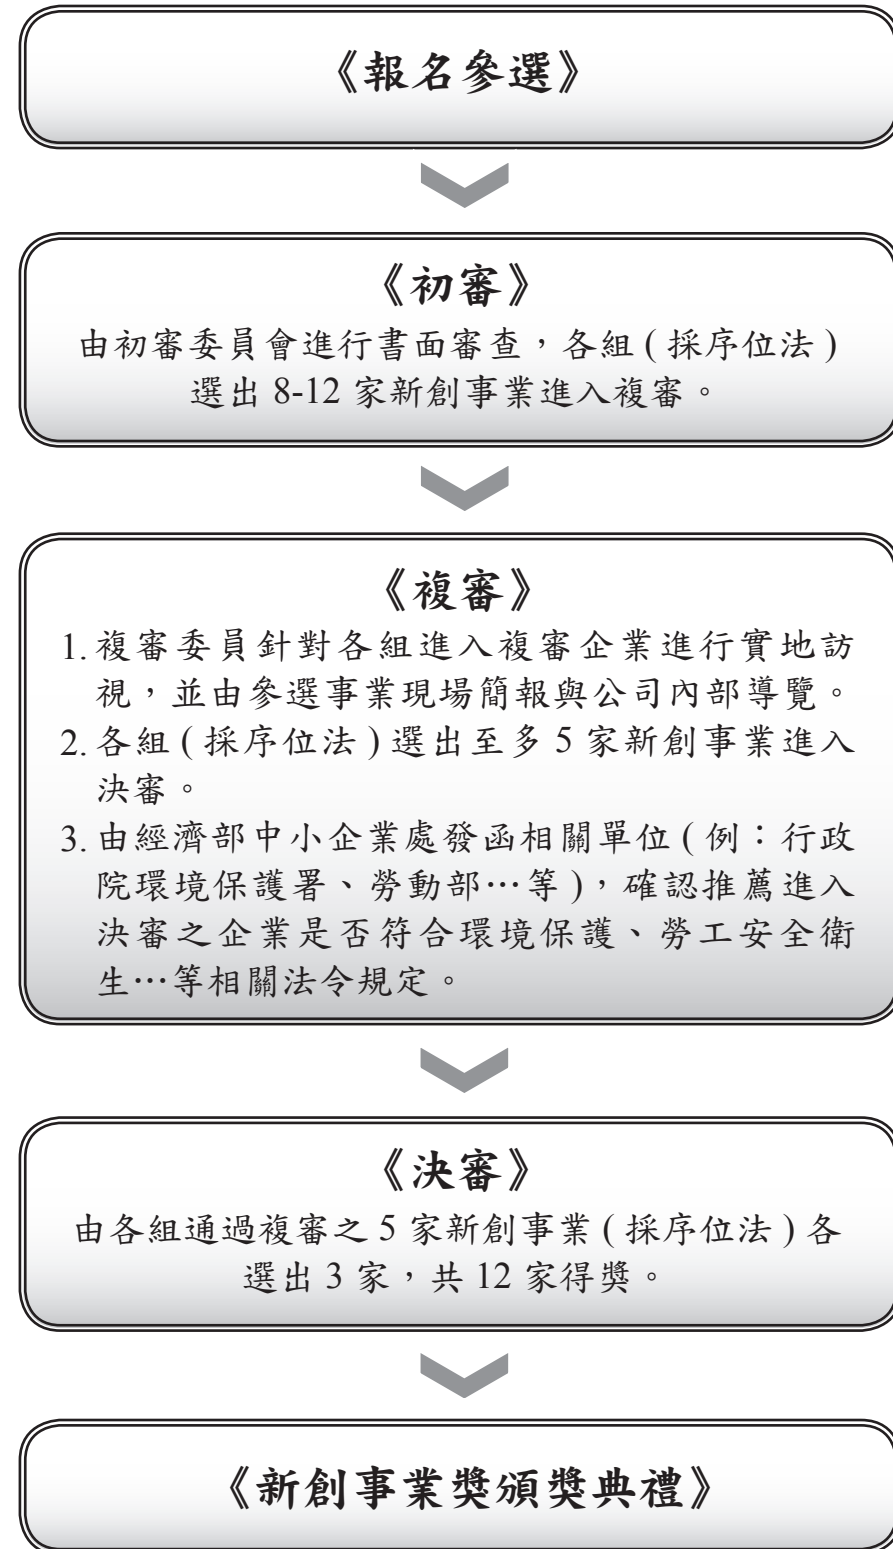 《報名參選》
《初審》
由初審委員會進行書面審查，各組 ( 採序位法 )
選出 8-12 家新創事業進入複審。
《複審》
1. 複審委員針對各組進入複審企業進行實地訪
視，並由參選事業現場簡報與公司內部導覽。
2. 各組 ( 採序位法 ) 選出至多 5 家新創事業進入
決審。
3. 由經濟部中小企業處發函相關單位 ( 例：行政
院環境保護署、勞動部…等 )，確認推薦進入
決審之企業是否符合環境保護、勞工安全衛
生…等相關法令規定。
《決審》
由各組通過複審之 5 家新創事業 ( 採序位法 ) 各
選出 3 家，共 12 家得獎。
《新創事業獎頒獎典禮》